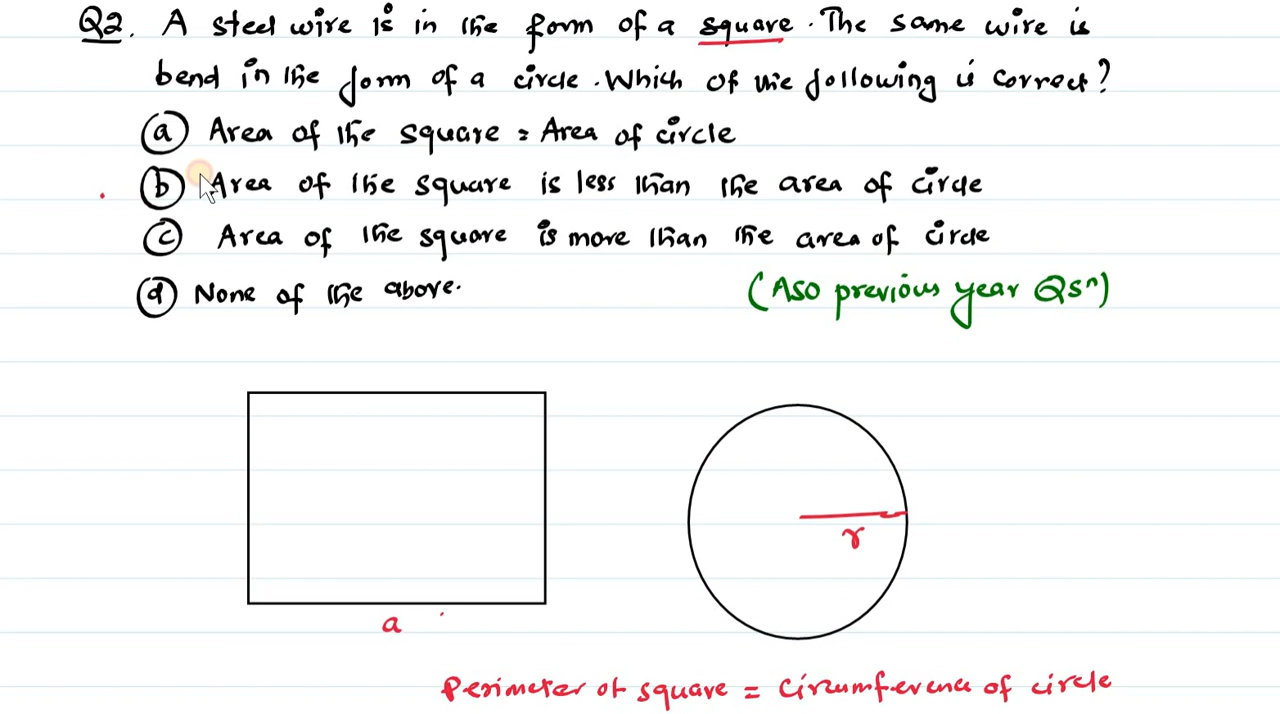 Q2. A steel wire is in the form of a square. The same wire is
bend in the form of a circle. Which of the following is correct?
(a) Area of the square = Area of circle
(b) Area of the square is less than the area of circle
(c) Area of the square is more than the area of circle
(d) None of the above.
(Aso previous year Qsⁿ)
r
a
Perimeter of square = Circumference of circle